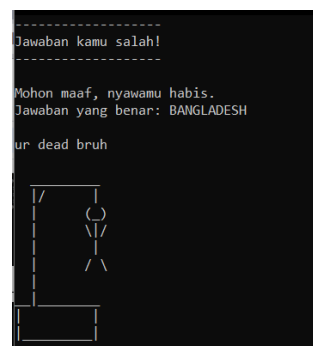 -------------------
Jawaban kamu salah!
-------------------
Mohon maaf, nyawamu habis.
Jawaban yang benar: BANGLADESH
ur dead bruh